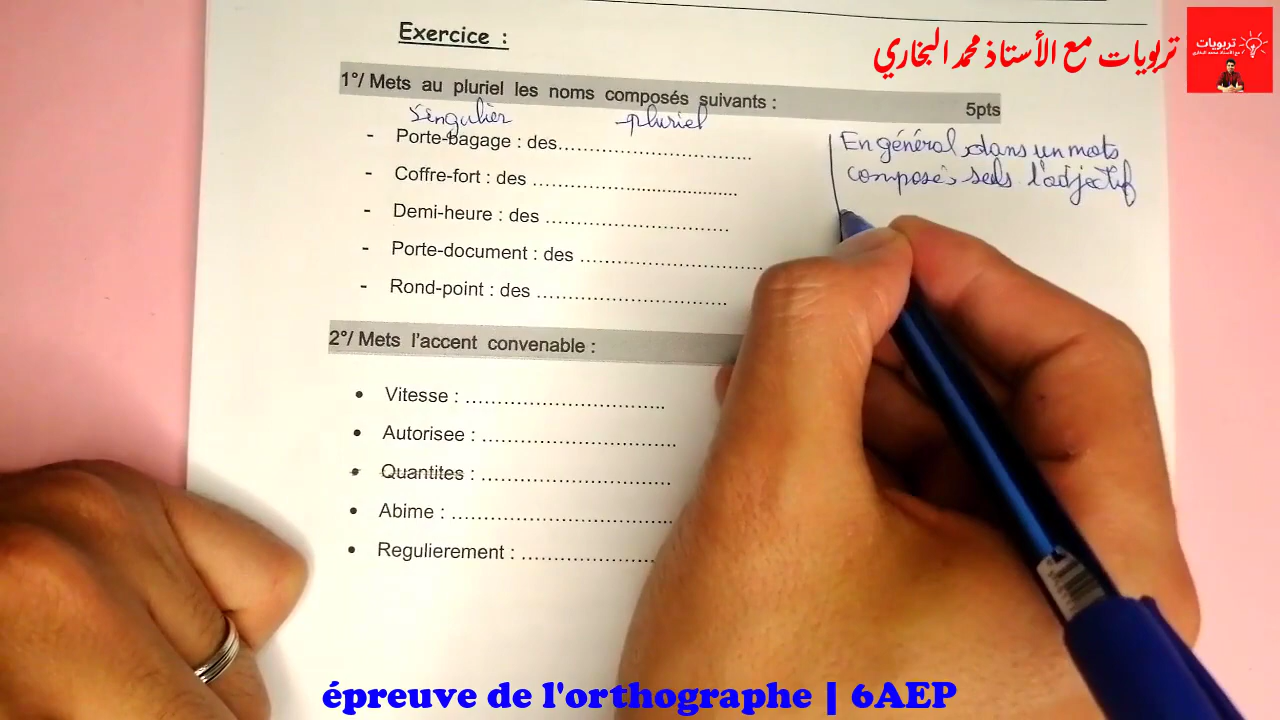 تربويات مع الأستاذ محمد البخاري
تربويات
Exercice :
1°/ Mets au pluriel les noms composés suivants :
5pts
singulier pluriel
- Porte-bagage : des……………………………..
- Coffre-fort : des ……………......................
- Demi-heure : des …………………………..
- Porte-document : des …………………………..
- Rond-point : des …………………………..
En général dans un mots
composés seuls l'adjectif
2°/ Mets l'accent convenable :
• Vitesse : …………………………..
• Autorisee : …………………………..
• Quantites : …………………………..
• Abime : ……………………………..
• Regulierement : …………………
épreuve de l'orthographe | 6AEP